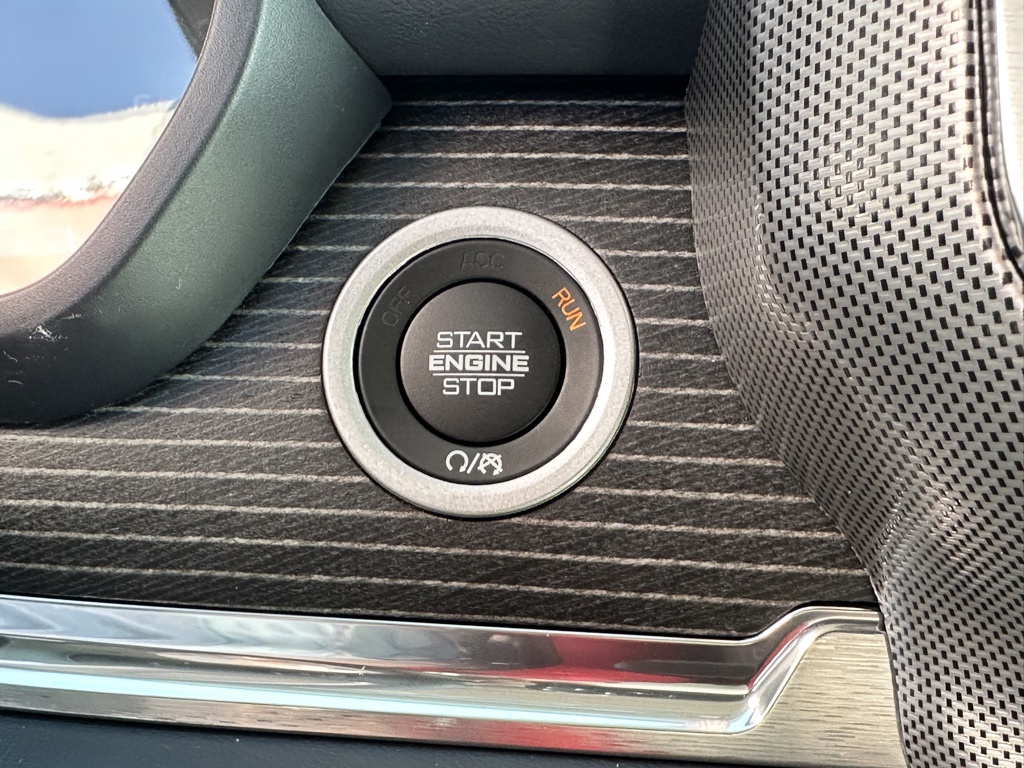 ACC
OFF
RUN
START
ENGINE
STOP